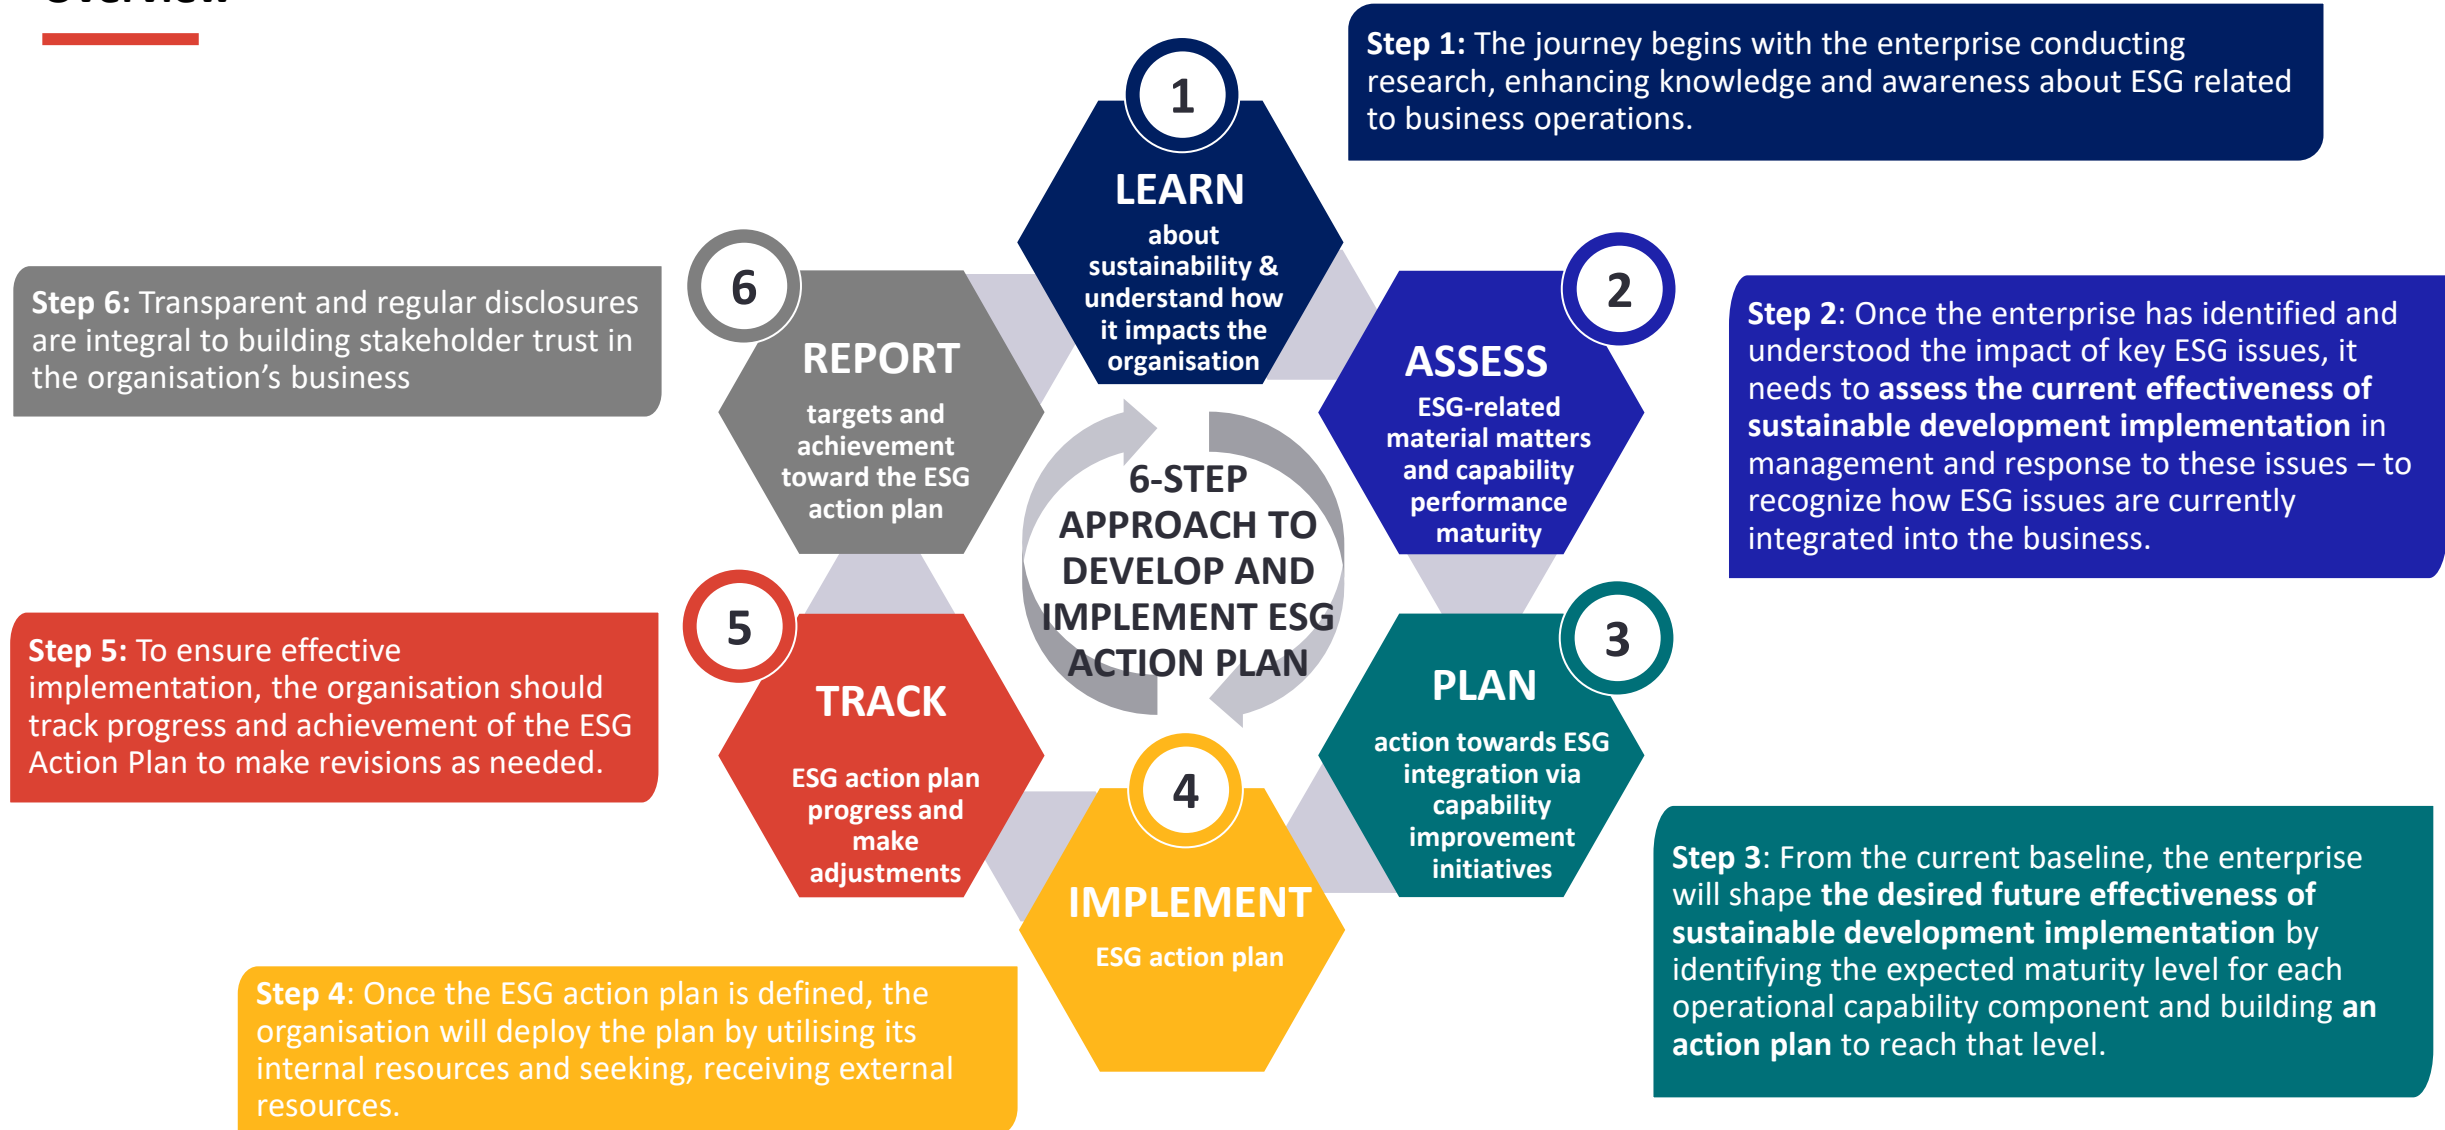 Overview
Step 1: The journey begins with the enterprise conducting
research, enhancing knowledge and awareness about ESG related
to business operations.
1
LEARN
about
sustainability &
understand how
it impacts the
organisation
2
ASSESS
ESG-related
material matters
and capability
performance
maturity
Step 2: Once the enterprise has identified and
understood the impact of key ESG issues, it
needs to assess the current effectiveness of
sustainable development implementation in
management and response to these issues – to
recognize how ESG issues are currently
integrated into the business.
3
PLAN
action towards ESG
integration via
capability
improvement
initiatives
Step 3: From the current baseline, the enterprise
will shape the desired future effectiveness of
sustainable development implementation by
identifying the expected maturity level for each
operational capability component and building an
action plan to reach that level.
4
IMPLEMENT
ESG action plan
Step 4: Once the ESG action plan is defined, the
organisation will deploy the plan by utilising its
internal resources and seeking, receiving external
resources.
5
TRACK
ESG action plan
progress and
make
adjustments
Step 5: To ensure effective
implementation, the organisation should
track progress and achievement of the ESG
Action Plan to make revisions as needed.
6
REPORT
targets and
achievement
toward the ESG
action plan
Step 6: Transparent and regular disclosures
are integral to building stakeholder trust in
the organisation's business
6-STEP
APPROACH TO
DEVELOP AND
IMPLEMENT ESG
ACTION PLAN